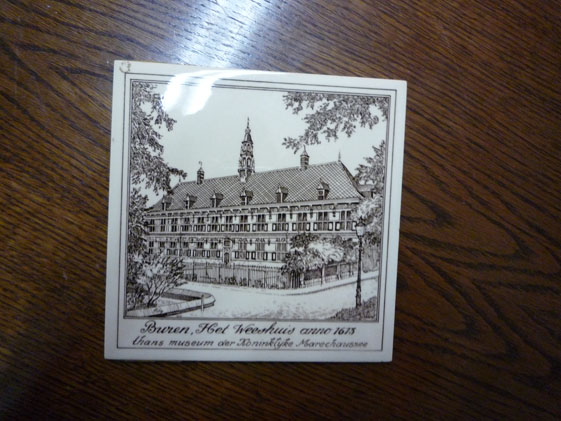 Buren, Het Weeshuis anno 1613
thans museum der Koninklijke Marechaussee